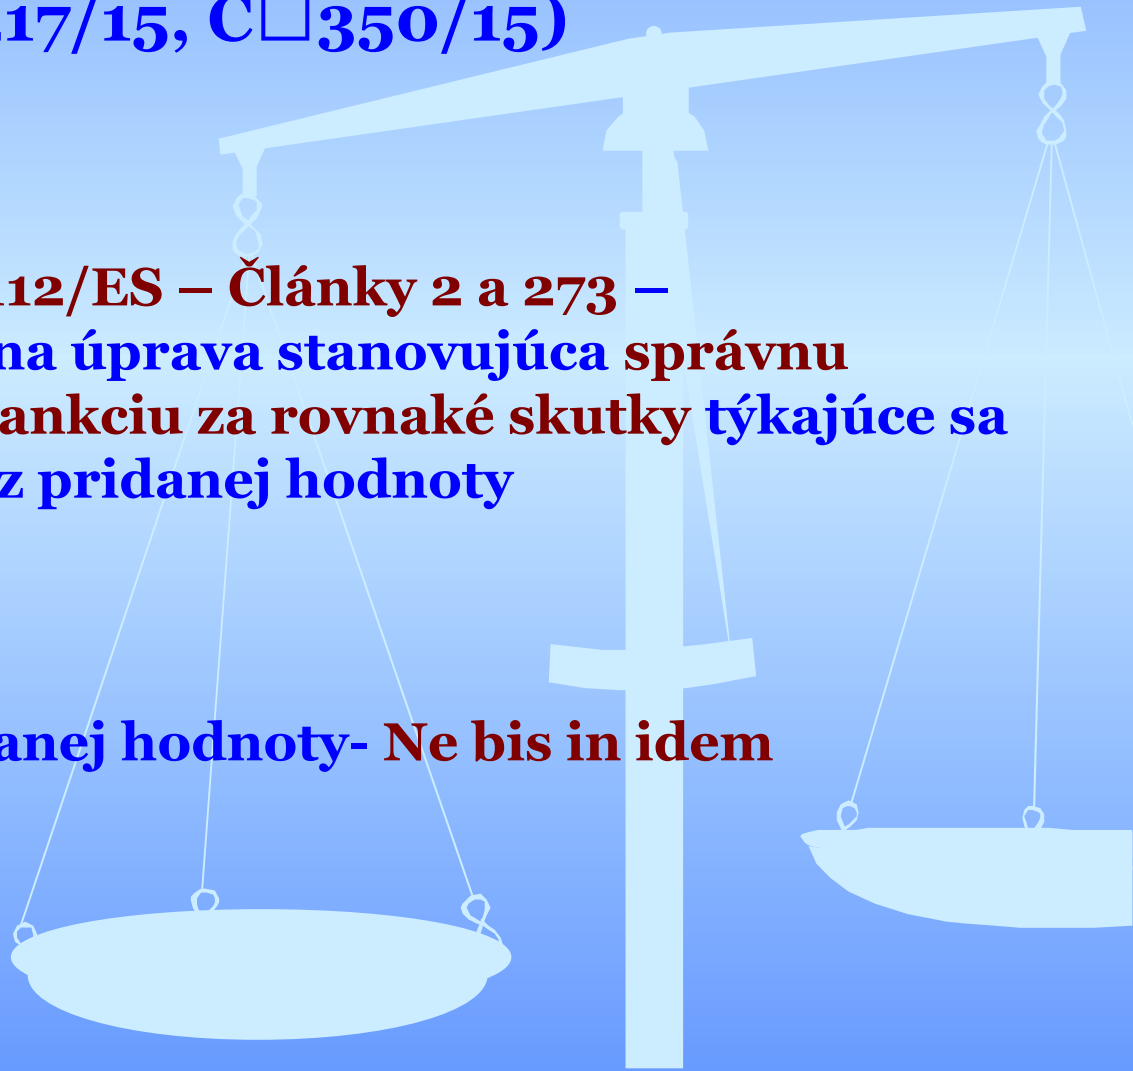 17/15, C□350/15)
112/ES – Články 2 a 273 –
na úprava stanovujúca správnu
ankciu za rovnaké skutky týkajúce sa
z pridanej hodnoty
anej hodnoty- Ne bis in idem